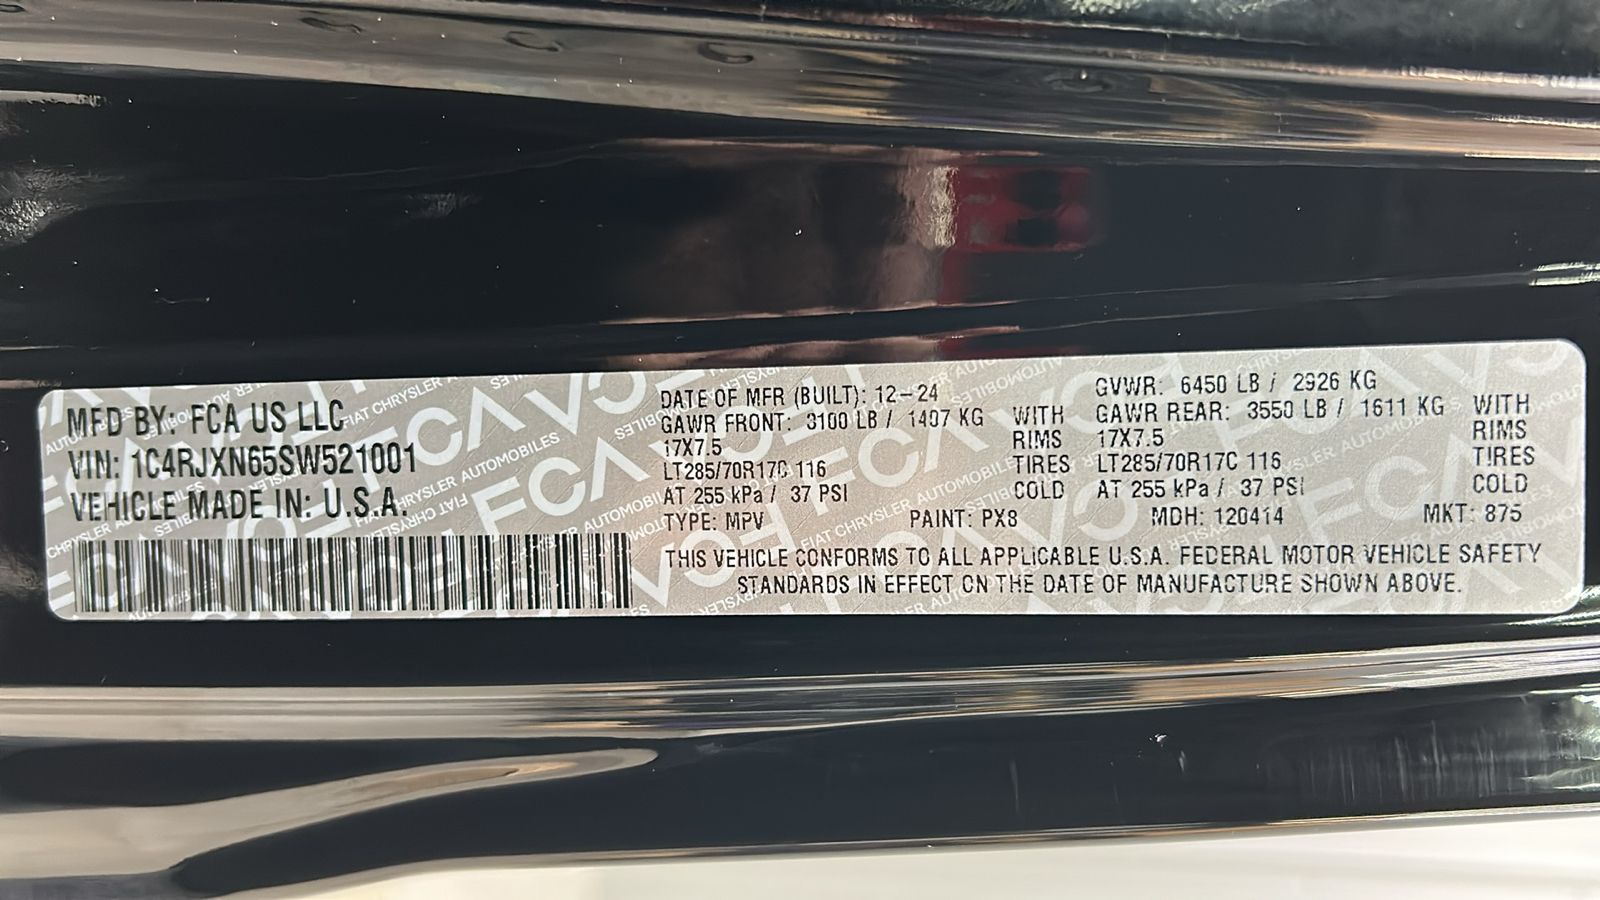 MFD BY: FCA US LLC
VIN: 1C4RJXN65SW521001
VEHICLE MADE IN: U.S.A.
DATE OF MFR (BUILT): 12-24
GAWR FRONT: 3100 LB / 1407 KG WITH
17X7.5 RIMS
LT285/70R17C 116 TIRES
AT 255 kPa / 37 PSI COLD
GVWR: 6450 LB / 2926 KG
GAWR REAR: 3550 LB / 1611 KG WITH
17X7.5 RIMS
LT285/70R17C 116 TIRES
AT 255 kPa / 37 PSI COLD
TYPE: MPV PAINT: PX8 MDH: 120414 MKT: 875
THIS VEHICLE CONFORMS TO ALL APPLICABLE U.S.A. FEDERAL MOTOR VEHICLE SAFETY
STANDARDS IN EFFECT ON THE DATE OF MANUFACTURE SHOWN ABOVE.
FCA
FIAT CHRYSLER AUTOMOBILES